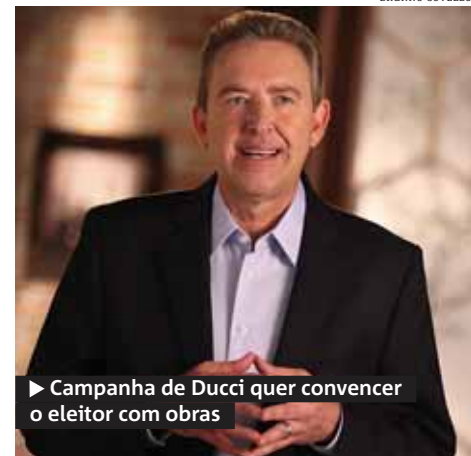 ▶ Campanha de Ducci quer convencer
o eleitor com obras